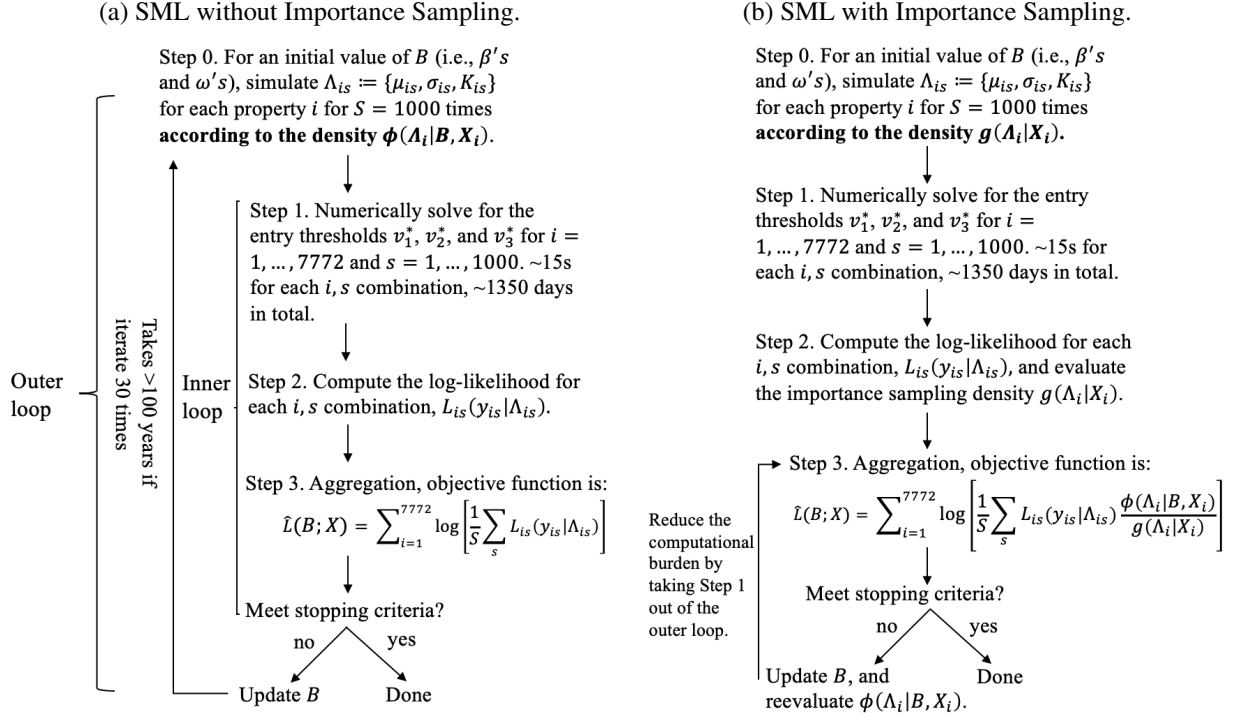 (a) SML without Importance Sampling.
Step 0. For an initial value of B (i.e., β′s
and ω′s), simulate Λ_is ≔ {μ_is, σ_is, K_is}
for each property i for S = 1000 times
according to the density ϕ(Λ_i|B, X_i).
Step 1. Numerically solve for the
entry thresholds v₁*, v₂*, and v₃* for i =
1, … , 7772 and s = 1, … , 1000. ~15s
for each i, s combination, ~1350 days
in total.
Step 2. Compute the log-likelihood for
each i, s combination, L_is(y_is|Λ_is).
Step 3. Aggregation, objective function is:
L̂(B; X) = ∑_{i=1}^{7772} log[1/S ∑_s L_is(y_is|Λ_is)]
Meet stopping criteria?
no
yes
Update B
Done
Outer
loop
Takes >100 years if
iterate 30 times
Inner
loop
(b) SML with Importance Sampling.
Step 0. For an initial value of B (i.e., β′s
and ω′s), simulate Λ_is ≔ {μ_is, σ_is, K_is}
for each property i for S = 1000 times
according to the density g(Λ_i|X_i).
Step 1. Numerically solve for the entry
thresholds v₁*, v₂*, and v₃* for i =
1, … , 7772 and s = 1, … , 1000. ~15s for
each i, s combination, ~1350 days in total.
Step 2. Compute the log-likelihood for each
i, s combination, L_is(y_is|Λ_is), and evaluate
the importance sampling density g(Λ_i|X_i).
Step 3. Aggregation, objective function is:
L̂(B; X) = ∑_{i=1}^{7772} log[1/S ∑_s L_is(y_is|Λ_is) ϕ(Λ_i|B, X_i)/g(Λ_i|X_i)]
Meet stopping criteria?
no
yes
Update B, and
reevaluate ϕ(Λ_i|B, X_i).
Done
Reduce the
computational
burden by
taking Step 1
out of the
outer loop.